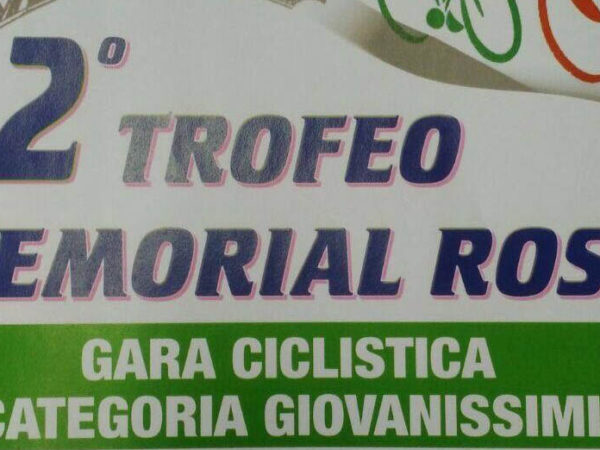 2° TROFEO
EMORIAL ROS
GARA CICLISTICA
CATEGORIA GIOVANISSIMI